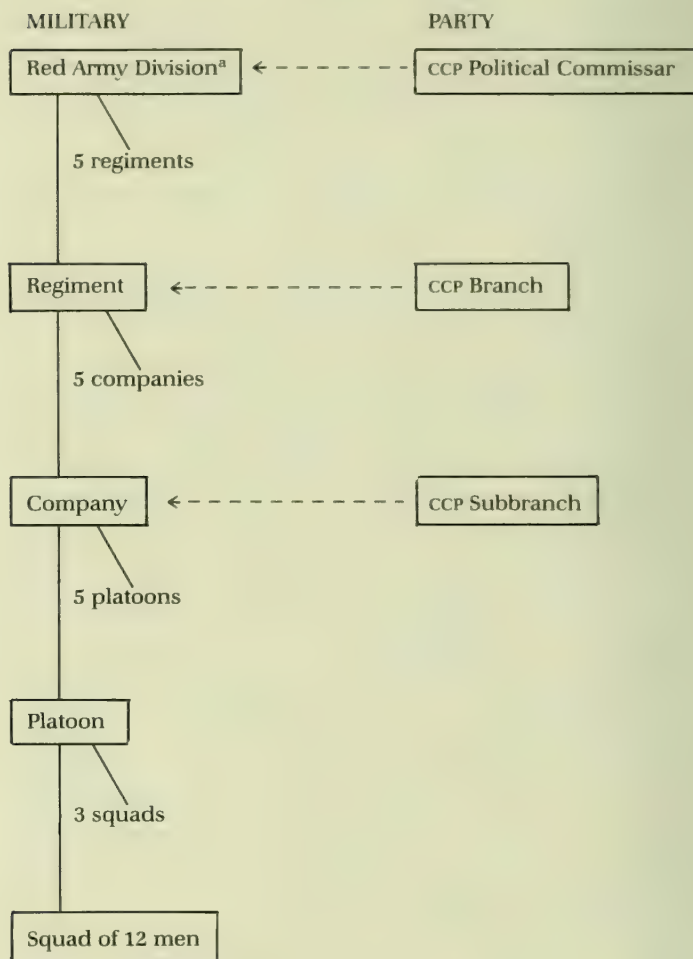 MILITARY PARTY
Red Army Divisionᵃ CCP Political Commissar
5 regiments
Regiment CCP Branch
5 companies
Company CCP Subbranch
5 platoons
Platoon
3 squads
Squad of 12 men